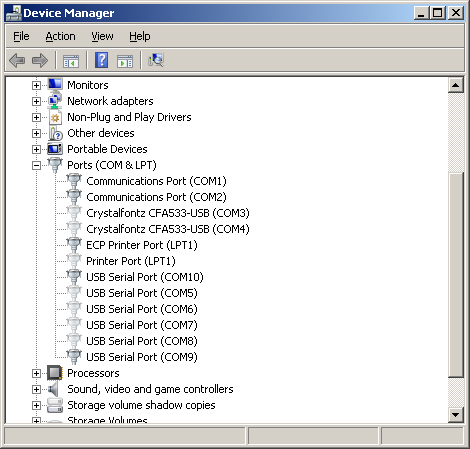 Device Manager
File Action View Help
Monitors
Network adapters
Non-Plug and Play Drivers
Other devices
Portable Devices
Ports (COM & LPT)
Communications Port (COM1)
Communications Port (COM2)
Crystalfontz CFA533-USB (COM3)
Crystalfontz CFA533-USB (COM4)
ECP Printer Port (LPT1)
Printer Port (LPT1)
USB Serial Port (COM10)
USB Serial Port (COM5)
USB Serial Port (COM6)
USB Serial Port (COM7)
USB Serial Port (COM8)
USB Serial Port (COM9)
Processors
Sound, video and game controllers
Storage volume shadow copies
Storage Volumes